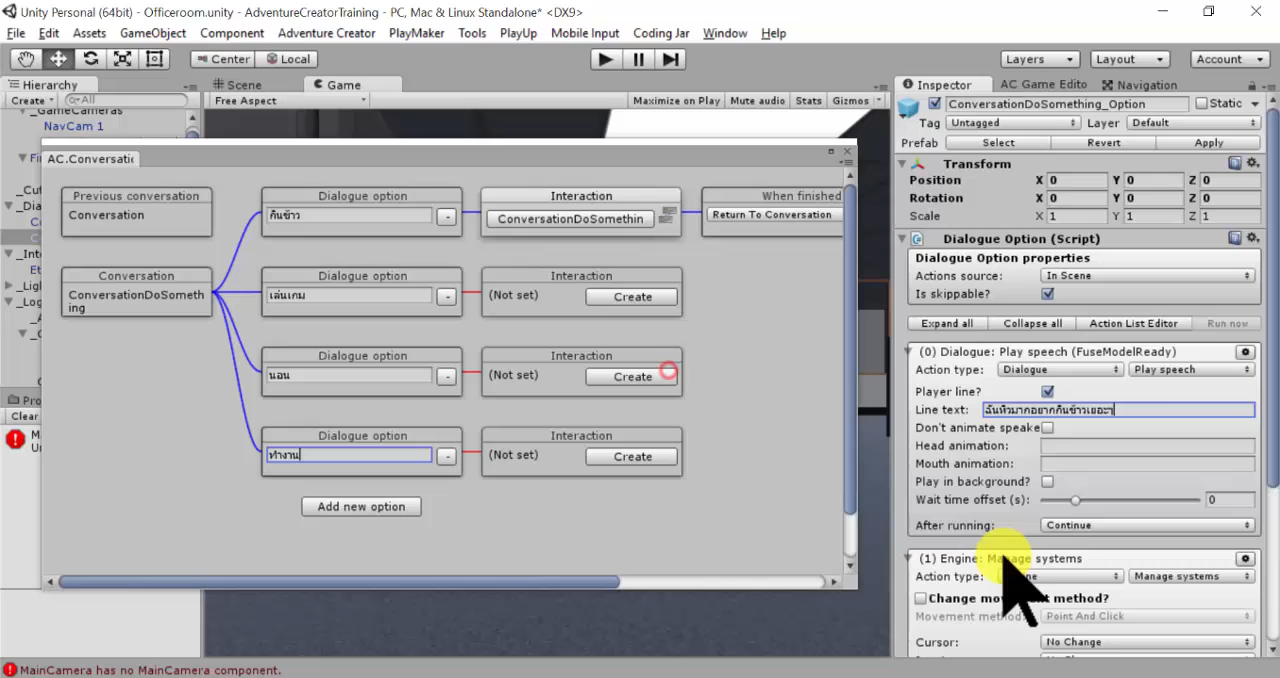 Unity Personal (64bit) - Officeroom.unity - AdventureCreatorTraining - PC, Mac & Linux Standalone* <DX9>
File Edit Assets GameObject Component Adventure Creator PlayMaker Tools PlayUp Mobile Input Coding Jar Window Help
Center Local Layers Layout Account
Hierarchy Scene Game Inspector AC Game Edito Navigation
Create All Free Aspect Maximize on Play Mute audio Stats Gizmos
ConversationDoSomething_Option Static
_GameCameras
NavCam 1
Tag Untagged Layer Default
Prefab Select Revert Apply
AC.Conversatic
Transform
Position X 0 Y 0 Z 0
Rotation X 0 Y 0 Z 0
Scale X 1 Y 1 Z 1
Previous conversation Dialogue option Interaction When finished
Conversation กินข้าว - ConversationDoSomethin Return To Conversation
Dialogue Option (Script)
Dialogue Option properties
Actions source: In Scene
Is skippable?
Conversation Dialogue option Interaction
ConversationDoSometh
ing
เล่นเกม - (Not set) Create
Expand all Collapse all Action List Editor Run now
(0) Dialogue: Play speech (FuseModelReady)
Action type: Dialogue Play speech
Dialogue option Interaction
นอน - (Not set) Create
Player line?
Line text: ฉันหิวมากอยากกินข้าวเยอะๆ
Don't animate speake
Head animation:
Mouth animation:
Play in background?
Wait time offset (s): 0
After running: Continue
Dialogue option Interaction
ทำงาน - (Not set) Create
Add new option
(1) Engine: Manage systems
Action type: Manage systems
Change movement method?
Point And Click
Cursor: No Change
Clear
MainCamera has no MainCamera component.